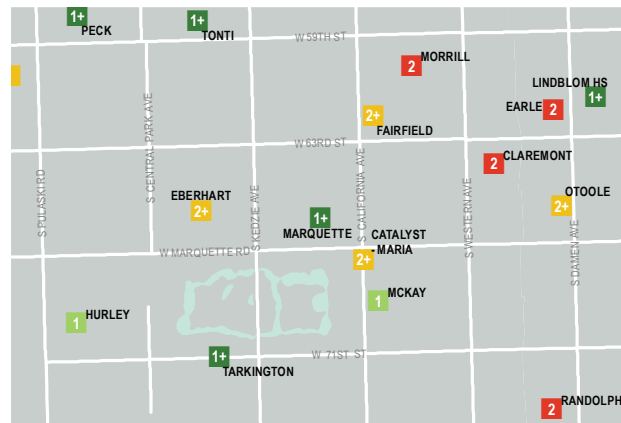 1+
PECK
1+
TONTI
W 59TH ST
MORRILL
2
LINDBLOM HS
1+
EARLE
2
2+
FAIRFIELD
W 63RD ST
CLAREMONT
2
S PULASKI RD
S CENTRAL PARK AVE
S KEDZIE AVE
S CALIFORNIA AVE
S WESTERN AVE
S DAMEN AVE
EBERHART
2+
1+
MARQUETTE
OTOOLE
2+
CATALYST
- MARIA
2+
W MARQUETTE RD
1
MCKAY
1
HURLEY
1+
TARKINGTON
W 71ST ST
2
RANDOLPH